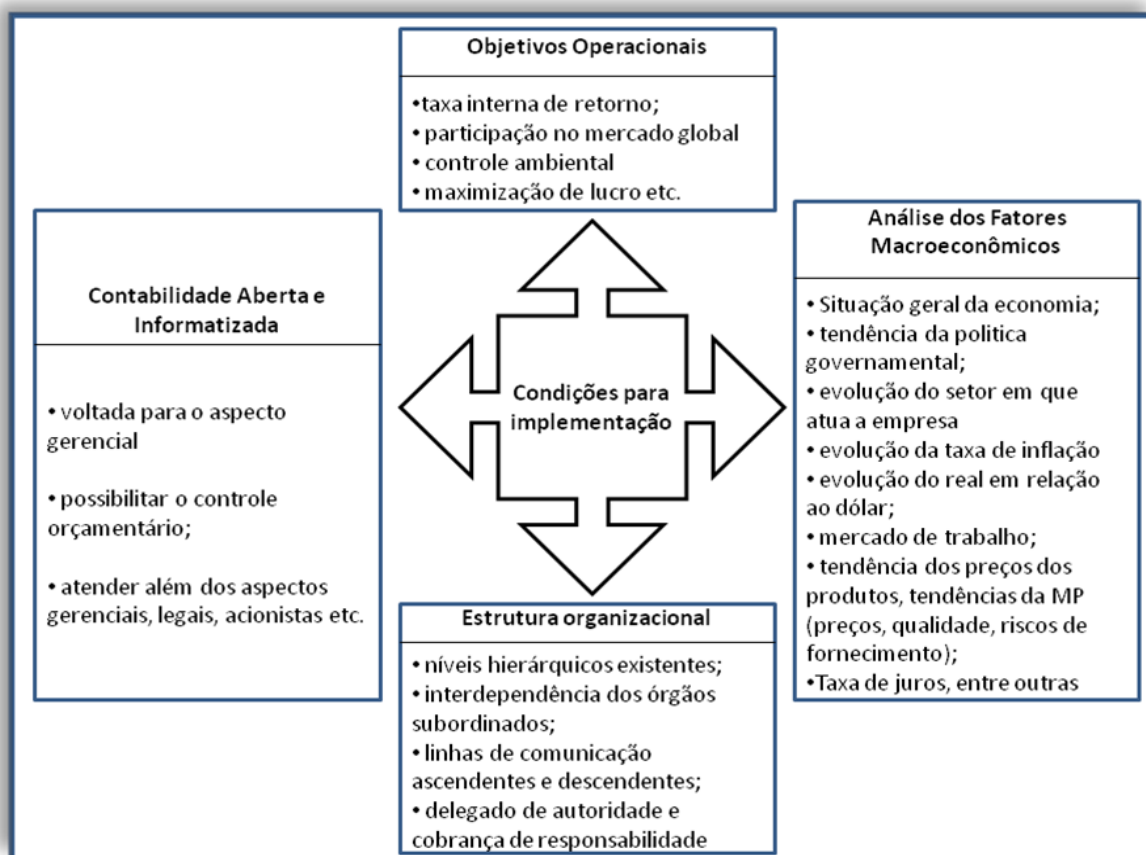 Objetivos Operacionais
•taxa interna de retorno;
• participação no mercado global
• controle ambiental
• maximização de lucro etc.
Contabilidade Aberta e
Informatizada
• voltada para o aspecto
gerencial
• possibilitar o controle
orçamentário;
• atender além dos aspectos
gerenciais, legais, acionistas etc.
Condições para
implementação
Análise dos Fatores
Macroeconômicos
• Situação geral da economia;
• tendência da politica
governamental;
• evolução do setor em que
atua a empresa
• evolução da taxa de inflação
• evolução do real em relação
ao dólar;
• mercado de trabalho;
• tendência dos preços dos
produtos, tendências da MP
(preços, qualidade, riscos de
fornecimento);
•Taxa de juros, entre outras
Estrutura organizacional
• níveis hierárquicos existentes;
• interdependência dos órgãos
subordinados;
• linhas de comunicação
ascendentes e descendentes;
• delegado de autoridade e
cobrança de responsabilidade